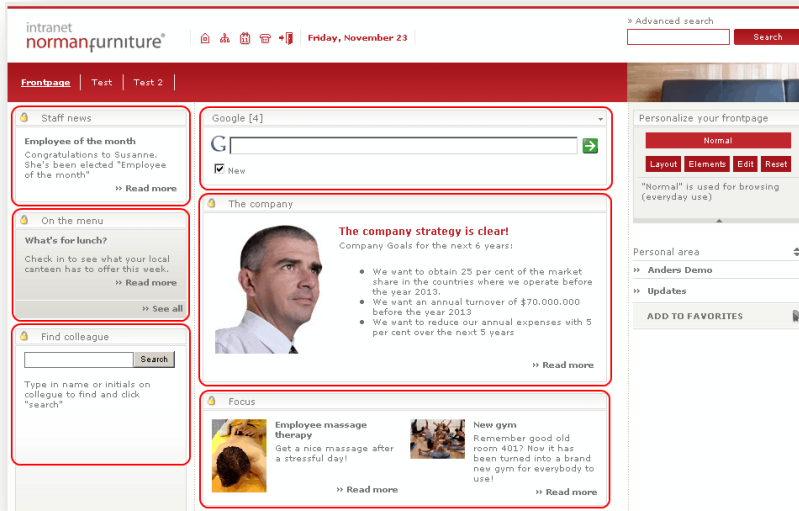 intranet
normanfurniture®
11
Friday, November 23
» Advanced search
Search
Frontpage
Test
Test 2
Staff news
Employee of the month
Congratulations to Susanne.
She's been elected "Employee
of the month"
» Read more
On the menu
What's for lunch?
Check in to see what your local
canteen has to offer this week.
» Read more
» See all
Find colleague
Search
Type in name or initials on
collegue to find and click
"search"
Google [4]
G
New
The company
The company strategy is clear!
Company Goals for the next 6 years:
• We want to obtain 25 per cent of the market
share in the countries where we operate before
the year 2013.
• We want an annual turnover of $70.000.000
before the year 2013
• We want to reduce our annual expenses with 5
per cent over the next 5 years
» Read more
Focus
Employee massage
therapy
Get a nice massage after
a stressful day!
» Read more
New gym
Remember good old
room 401? Now it has
been turned into a brand
new gym for everybody to
use!
» Read more
Personalize your frontpage
Normal
Layout
Elements
Edit
Reset
"Normal" is used for browsing
(everyday use)
Personal area
» Anders Demo
» Updates
ADD TO FAVORITES